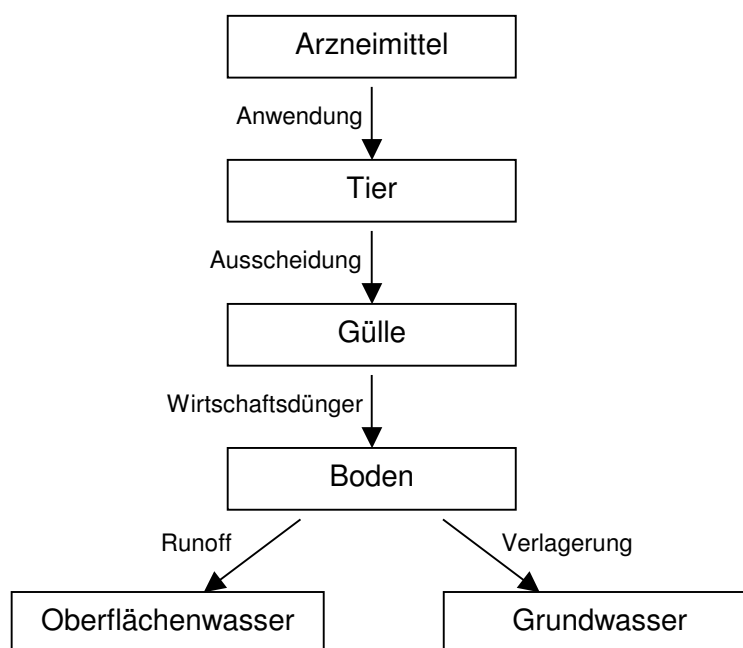 Arzneimittel
Anwendung
Tier
Ausscheidung
Gülle
Wirtschaftsdünger
Boden
Runoff
Verlagerung
Oberflächenwasser
Grundwasser